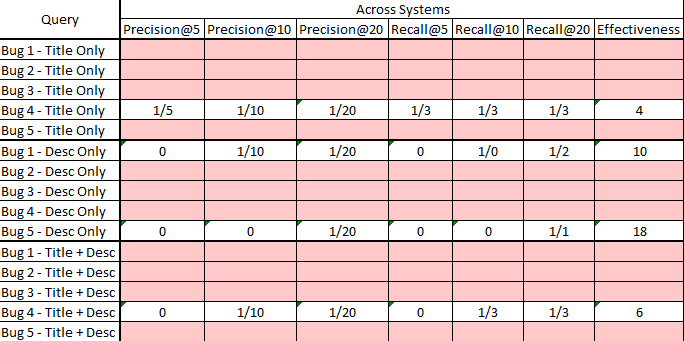 Query Across Systems
Precision@5 Precision@10 Precision@20 Recall@5 Recall@10 Recall@20 Effectiveness
Bug 1 - Title Only
Bug 2 - Title Only
Bug 3 - Title Only
Bug 4 - Title Only 1/5 1/10 1/20 1/3 1/3 1/3 4
Bug 5 - Title Only
Bug 1 - Desc Only 0 1/10 1/20 0 1/0 1/2 10
Bug 2 - Desc Only
Bug 3 - Desc Only
Bug 4 - Desc Only
Bug 5 - Desc Only 0 0 1/20 0 0 1/1 18
Bug 1 - Title + Desc
Bug 2 - Title + Desc
Bug 3 - Title + Desc
Bug 4 - Title + Desc 0 1/10 1/20 0 1/3 1/3 6
Bug 5 - Title + Desc